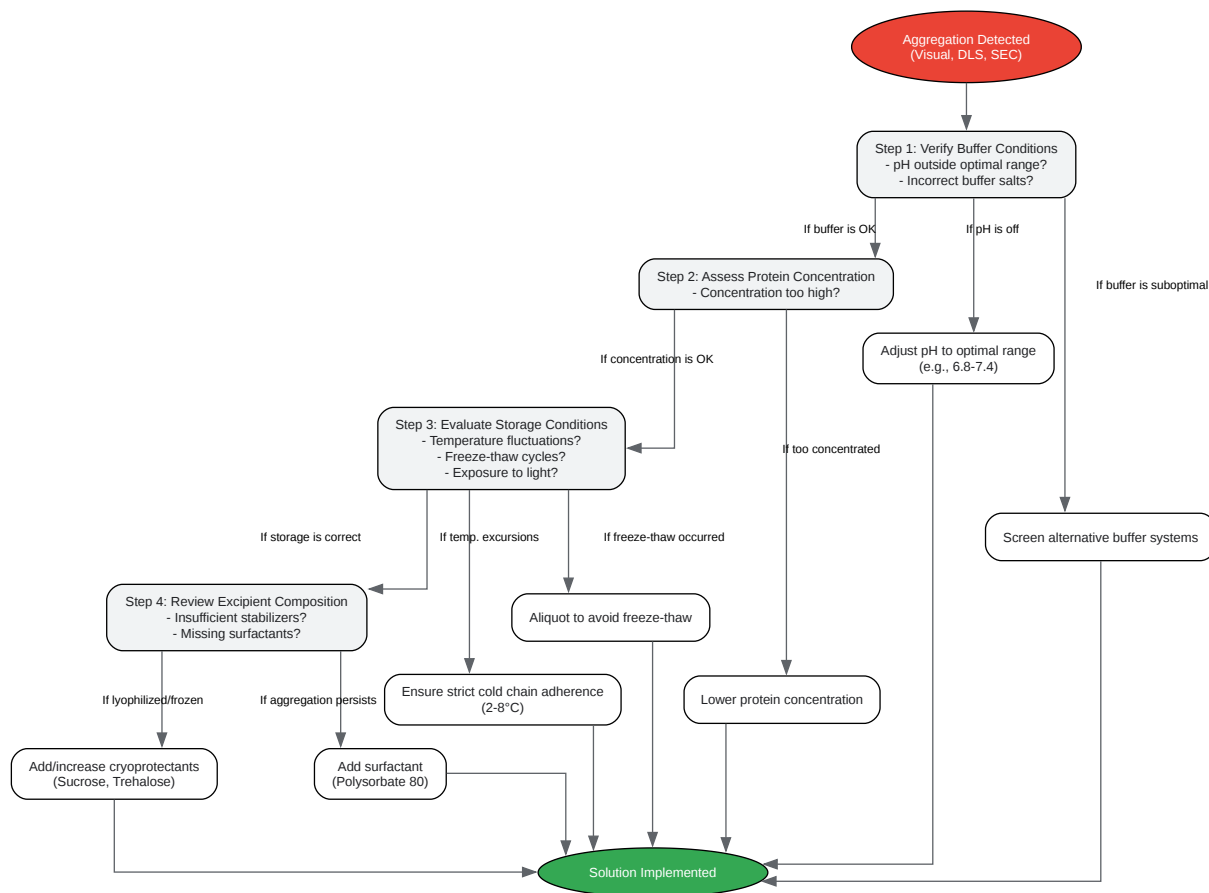 Aggregation Detected
(Visual, DLS, SEC)
Step 1: Verify Buffer Conditions
- pH outside optimal range?
- Incorrect buffer salts?
If buffer is OK
If pH is off
If buffer is suboptimal
Step 2: Assess Protein Concentration
- Concentration too high?
Adjust pH to optimal range
(e.g., 6.8-7.4)
If concentration is OK
If too concentrated
Step 3: Evaluate Storage Conditions
- Temperature fluctuations?
- Freeze-thaw cycles?
- Exposure to light?
Screen alternative buffer systems
If storage is correct
If temp. excursions
If freeze-thaw occurred
Step 4: Review Excipient Composition
- Insufficient stabilizers?
- Missing surfactants?
Aliquot to avoid freeze-thaw
Ensure strict cold chain adherence
(2-8°C)
Lower protein concentration
If lyophilized/frozen
If aggregation persists
Add/increase cryoprotectants
(Sucrose, Trehalose)
Add surfactant
(Polysorbate 80)
Solution Implemented